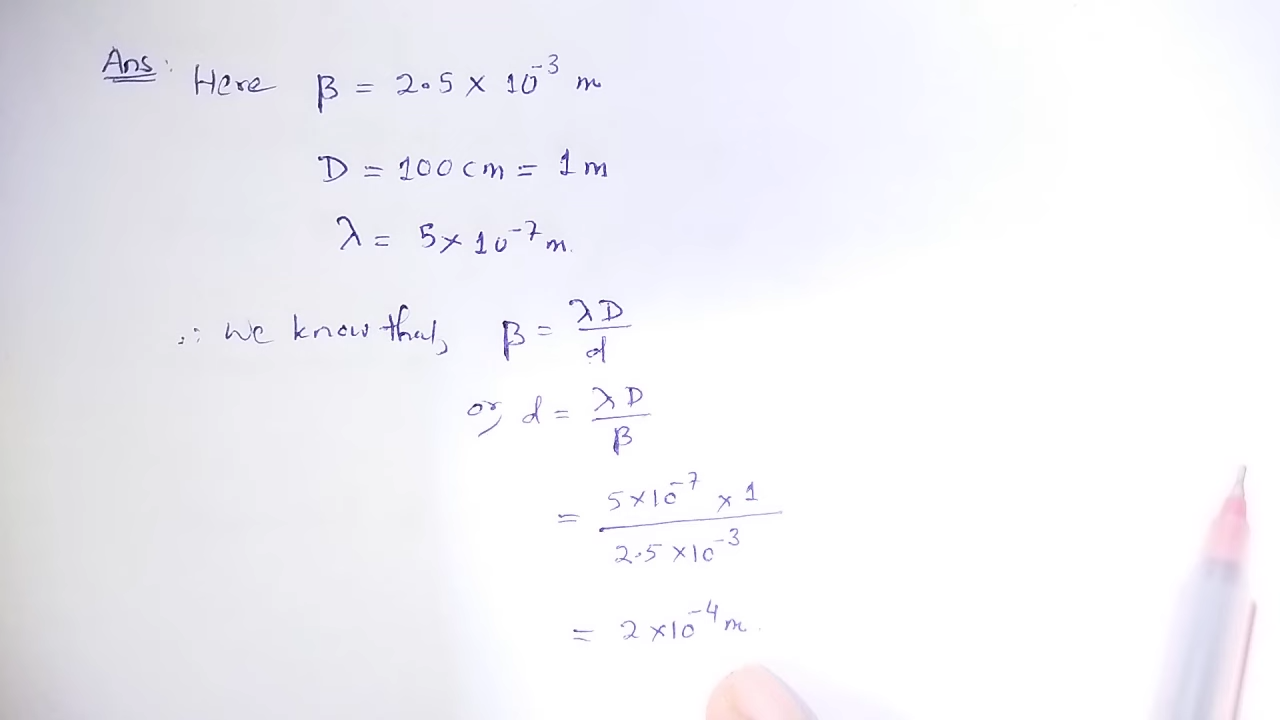 Ans: Here β = 2.5 × 10⁻³ m
D = 100 cm = 1 m
λ = 5 × 10⁻⁷ m.
∴ We know that, β = λD/d
or, d = λD/β
= 5×10⁻⁷ × 1 / 2.5 × 10⁻³
= 2 × 10⁻⁴ m.